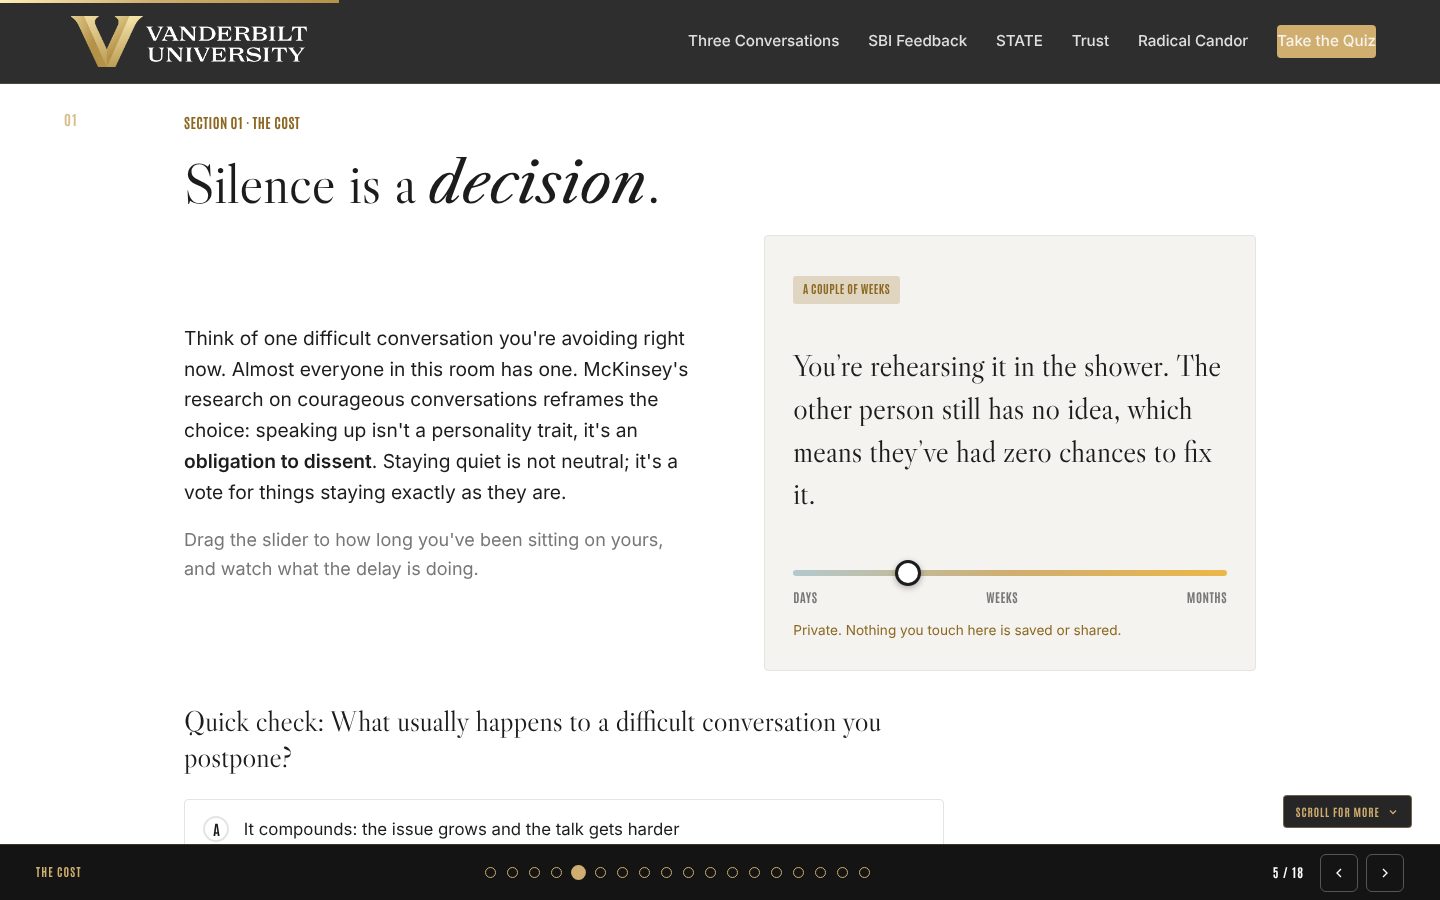 VANDERBILT
UNIVERSITY
Three Conversations
SBI Feedback
STATE
Trust
Radical Candor
Take the Quiz
01
SECTION 01 · THE COST
Silence is a decision.
Think of one difficult conversation you're avoiding right
now. Almost everyone in this room has one. McKinsey's
research on courageous conversations reframes the
choice: speaking up isn't a personality trait, it's an
obligation to dissent. Staying quiet is not neutral; it's a
vote for things staying exactly as they are.
Drag the slider to how long you've been sitting on yours,
and watch what the delay is doing.
A COUPLE OF WEEKS
You're rehearsing it in the shower. The
other person still has no idea, which
means they've had zero chances to fix
it.
DAYS
WEEKS
MONTHS
Private. Nothing you touch here is saved or shared.
Quick check: What usually happens to a difficult conversation you
postpone?
A
It compounds: the issue grows and the talk gets harder
SCROLL FOR MORE
THE COST
5 / 18